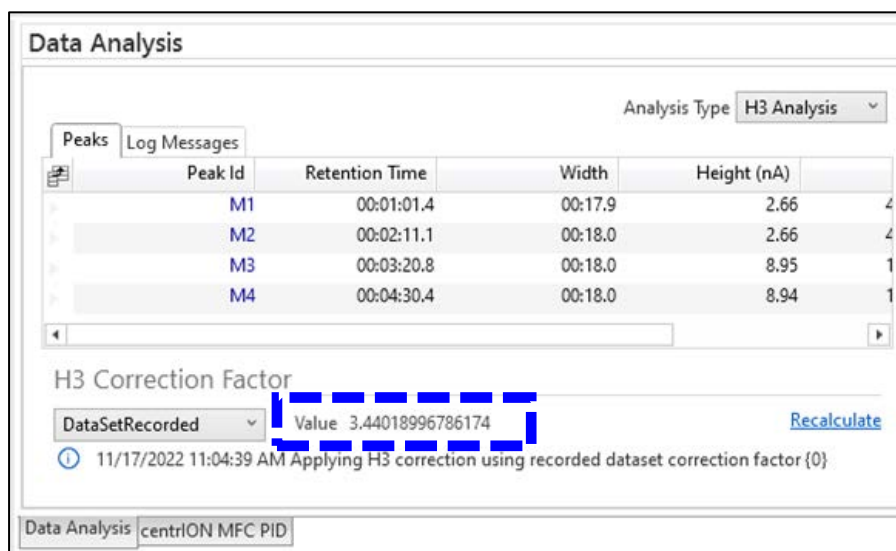 Data Analysis
Analysis Type H3 Analysis
Peaks Log Messages
Peak Id Retention Time Width Height (nA)
M1 00:01:01.4 00:17.9 2.66 4
M2 00:02:11.1 00:18.0 2.66 4
M3 00:03:20.8 00:18.0 8.95 1
M4 00:04:30.4 00:18.0 8.94 1
H3 Correction Factor
DataSetRecorded Value 3.44018996786174 Recalculate
11/17/2022 11:04:39 AM Applying H3 correction using recorded dataset correction factor {0}
Data Analysis centrION MFC PID